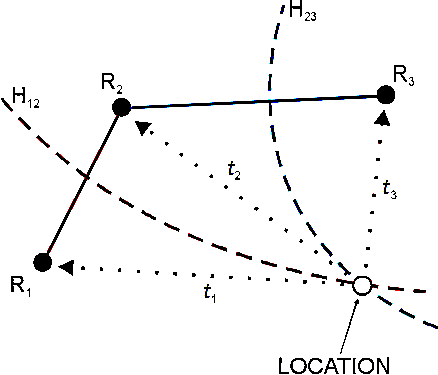 H23
R2
R3
H12
t2
t3
R1
t1
LOCATION